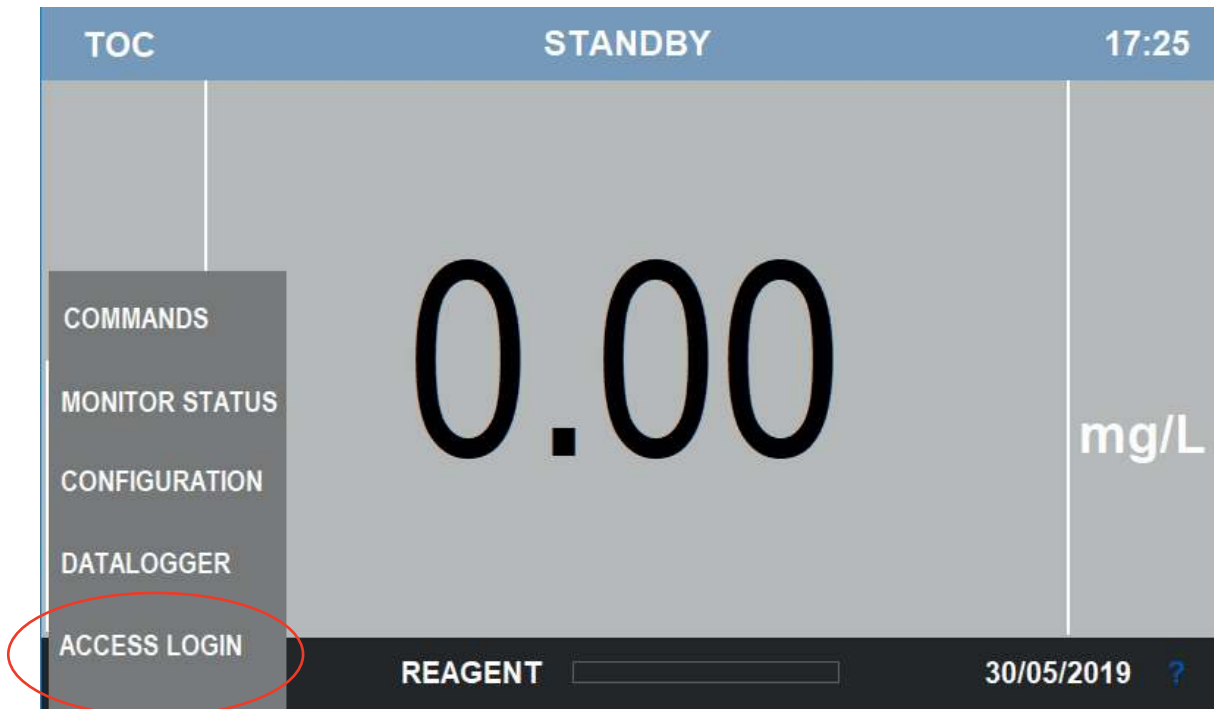 TOC STANDBY 17:25
0.00
mg/L
COMMANDS
MONITOR STATUS
CONFIGURATION
DATALOGGER
ACCESS LOGIN
REAGENT 30/05/2019 ?